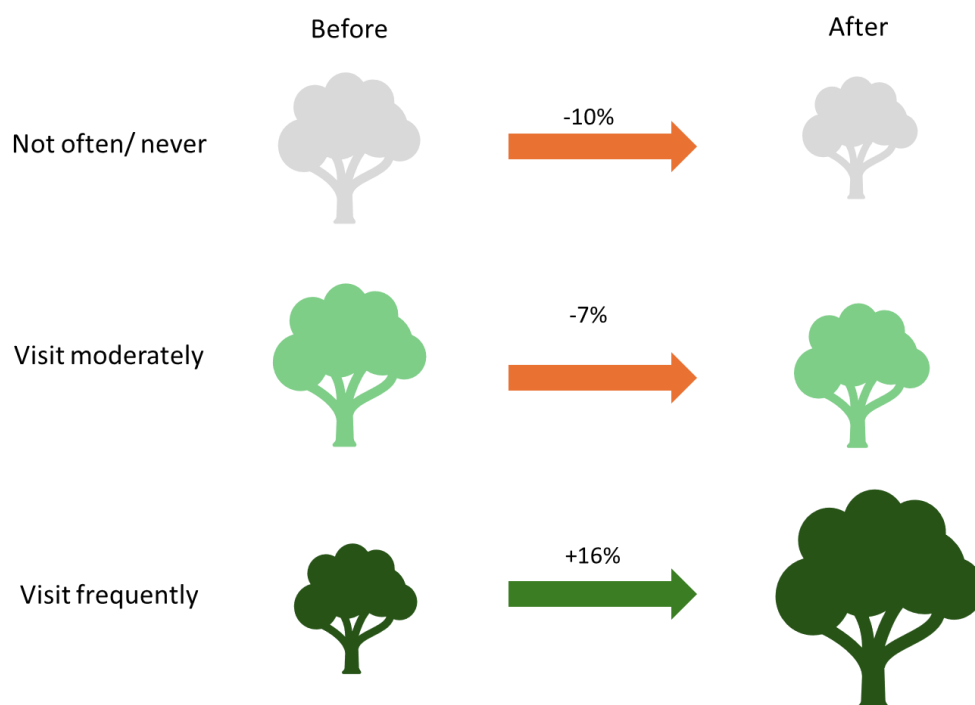 Before
After
Not often/ never
-10%
Visit moderately
-7%
Visit frequently
+16%